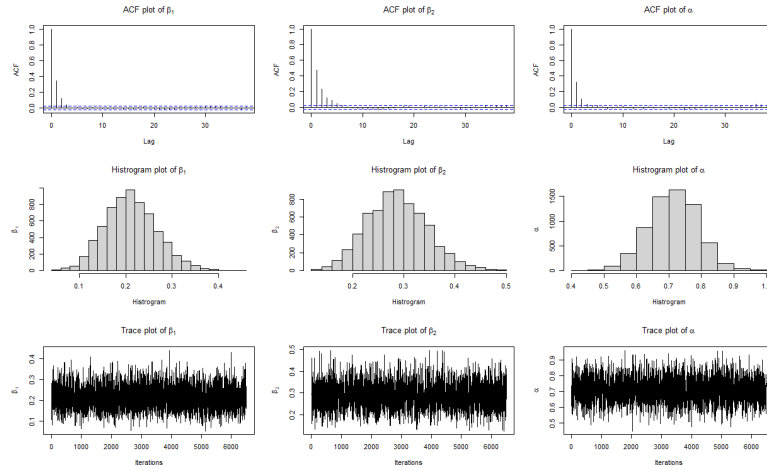 ACF plot of β₁
ACF plot of β₂
ACF plot of α
ACF
0.0 0.2 0.4 0.6 0.8 1.0
0 10 20 30
Lag
ACF
0.0 0.2 0.4 0.6 0.8 1.0
0 10 20 30
Lag
ACF
0.0 0.2 0.4 0.6 0.8 1.0
0 10 20 30
Lag
Histrogram plot of β₁
Histrogram plot of β₂
Histrogram plot of α
β₁
0 200 400 600 800
0.1 0.2 0.3 0.4
Histrogram
β₂
0 200 400 600 800
0.2 0.3 0.4 0.5
Histrogram
α
0 500 1000 1500
0.4 0.5 0.6 0.7 0.8 0.9 1.0
Histrogram
Trace plot of β₁
Trace plot of β₂
Trace plot of α
β₁
0.1 0.2 0.3 0.4
0 1000 2000 3000 4000 5000 6000
Iterations
β₂
0.2 0.3 0.4 0.5
0 1000 2000 3000 4000 5000 6000
Iterations
α
0.5 0.6 0.7 0.8 0.9
0 1000 2000 3000 4000 5000 6000
Iterations